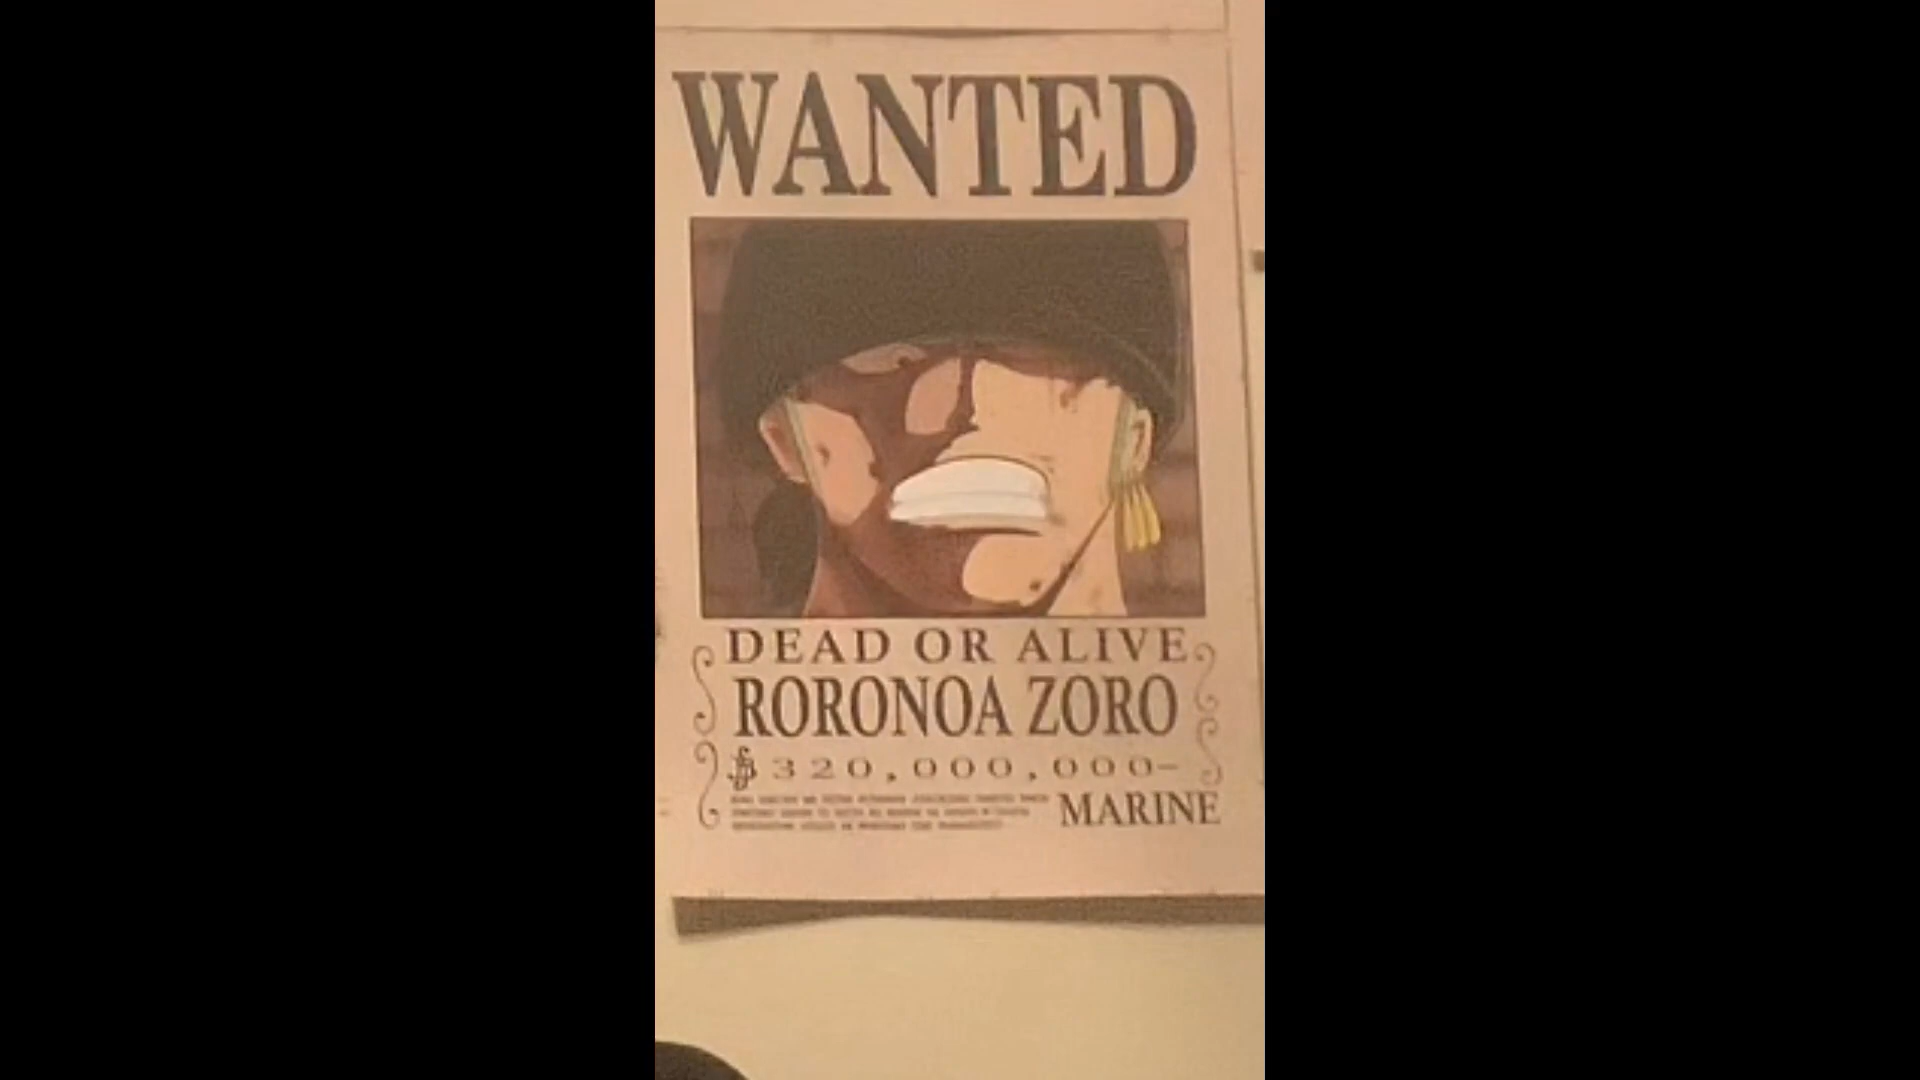 WANTED
DEAD OR ALIVE
RORONOA ZORO
320,000,000-
MARINE